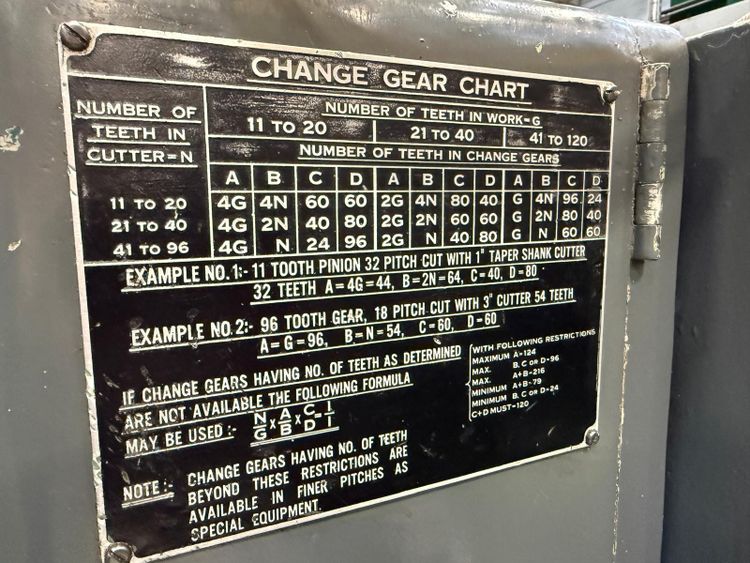 CHANGE GEAR CHART
NUMBER OF TEETH IN CUTTER=N
NUMBER OF TEETH IN WORK=G
11 TO 20 21 TO 40 41 TO 120
NUMBER OF TEETH IN CHANGE GEARS
A B C D A B C D A B C D
11 TO 20 4G 4N 60 60 2G 4N 80 40 G 4N 96 24
21 TO 40 4G 2N 40 80 2G 2N 60 60 G 2N 80 40
41 TO 96 4G N 24 96 2G N 40 80 G N 60 60
EXAMPLE NO. 1:- 11 TOOTH PINION 32 PITCH CUT WITH 1" TAPER SHANK CUTTER
32 TEETH A=4G=44, B=2N=64, C=40, D=80
EXAMPLE NO. 2:- 96 TOOTH GEAR, 18 PITCH CUT WITH 3" CUTTER 54 TEETH
A=G=96, B=N=54, C=60, D=60
IF CHANGE GEARS HAVING NO. OF TEETH AS DETERMINED
ARE NOT AVAILABLE THE FOLLOWING FORMULA
MAY BE USED:- N/G x A/B x C/D = 1/1
WITH FOLLOWING RESTRICTIONS
MAXIMUM A=124
MAX. B, C OR D=96
MAX. A+B=216
MINIMUM A+B=79
MINIMUM B, C OR D=24
C+D MUST=120
NOTE:- CHANGE GEARS HAVING NO. OF TEETH
BEYOND THESE RESTRICTIONS ARE
AVAILABLE IN FINER PITCHES AS
SPECIAL EQUIPMENT.